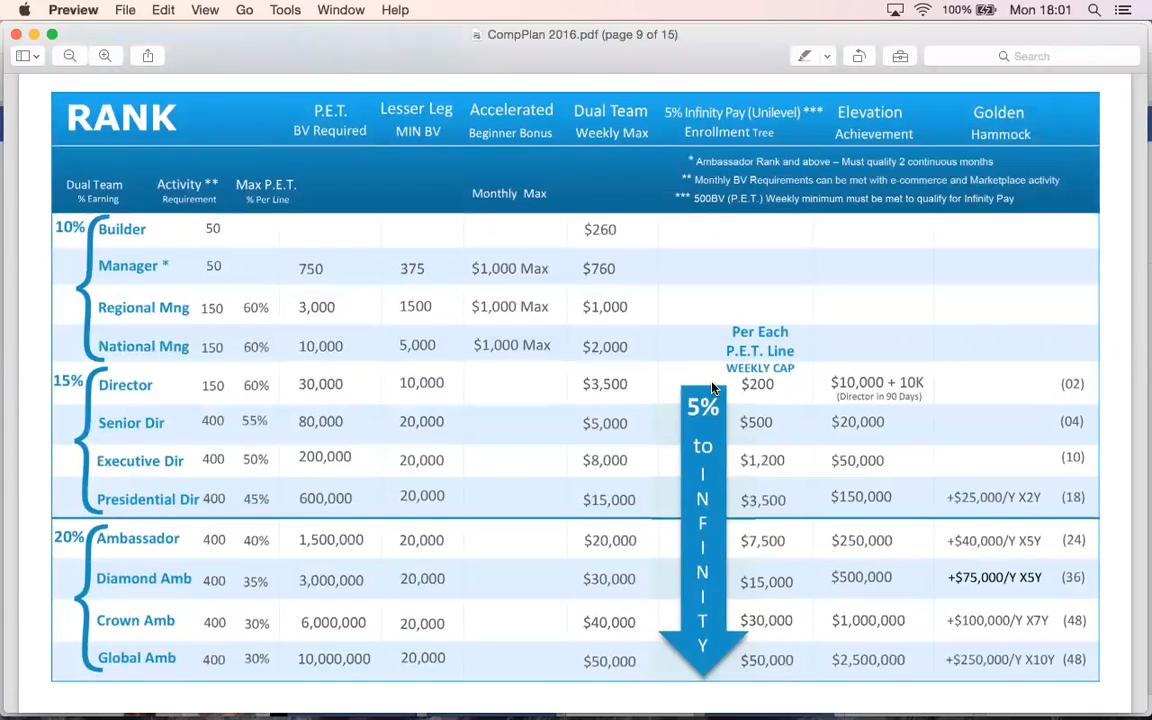 Preview File Edit View Go Tools Window Help 100% Mon 18:01
CompPlan 2016.pdf (page 9 of 15)
Search
RANK P.E.T. Lesser Leg Accelerated Dual Team 5% Infinity Pay (Unilevel) *** Elevation Golden
BV Required MIN BV Beginner Bonus Weekly Max Enrollment Tree Achievement Hammock
* Ambassador Rank and above – Must qualify 2 continuous months
** Monthly BV Requirements can be met with e-commerce and Marketplace activity
Dual Team Activity ** Max P.E.T. Monthly Max *** 500BV (P.E.T.) Weekly minimum must be met to qualify for Infinity Pay
% Earning Requirement % Per Line
10% Builder 50 $260
Manager * 50 750 375 $1,000 Max $760
Regional Mng 150 60% 3,000 1500 $1,000 Max $1,000
Per Each
National Mng 150 60% 10,000 5,000 $1,000 Max $2,000 P.E.T. Line
WEEKLY CAP
15% Director 150 60% 30,000 10,000 $3,500 $200 $10,000 + 10K (02)
(Director in 90 Days)
5%
Senior Dir 400 55% 80,000 20,000 $5,000 $500 $20,000 (04)
to
Executive Dir 400 50% 200,000 20,000 $8,000 $1,200 $50,000 (10)
I
Presidential Dir 400 45% 600,000 20,000 $15,000 N $3,500 $150,000 +$25,000/Y X2Y (18)
F
20% Ambassador 400 40% 1,500,000 20,000 $20,000 I $7,500 $250,000 +$40,000/Y X5Y (24)
Diamond Amb 400 35% 3,000,000 20,000 $30,000 N $15,000 $500,000 +$75,000/Y X5Y (36)
I
Crown Amb 400 30% 6,000,000 20,000 $40,000 T $30,000 $1,000,000 +$100,000/Y X7Y (48)
Y
Global Amb 400 30% 10,000,000 20,000 $50,000 $50,000 $2,500,000 +$250,000/Y X10Y (48)